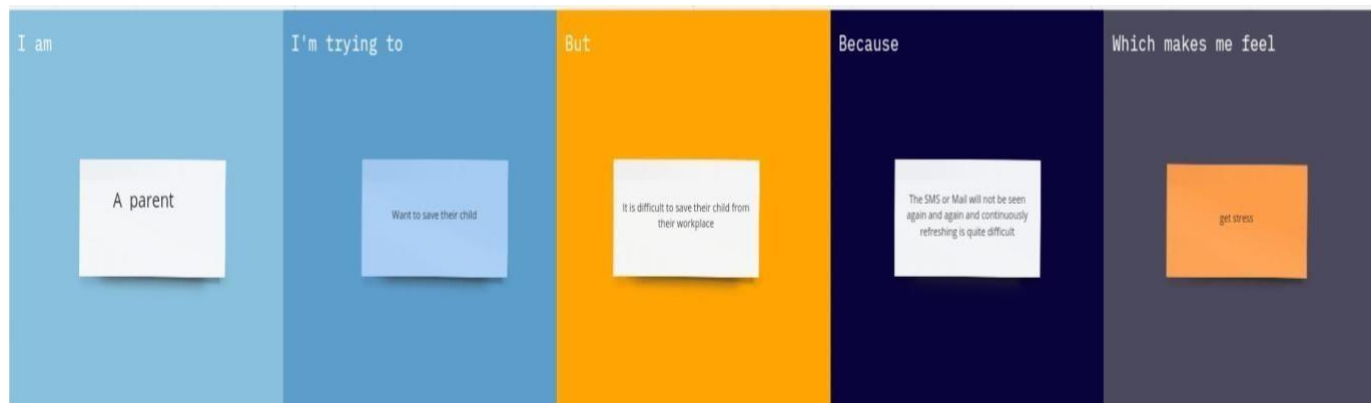 I am
I'm trying to
But
Because
Which makes me feel
A parent
Want to save their child
It is difficult to save their child from
their workplace
The SMS or Mail will not be seen
again and again and continuously
refreshing is quite difficult
get stress